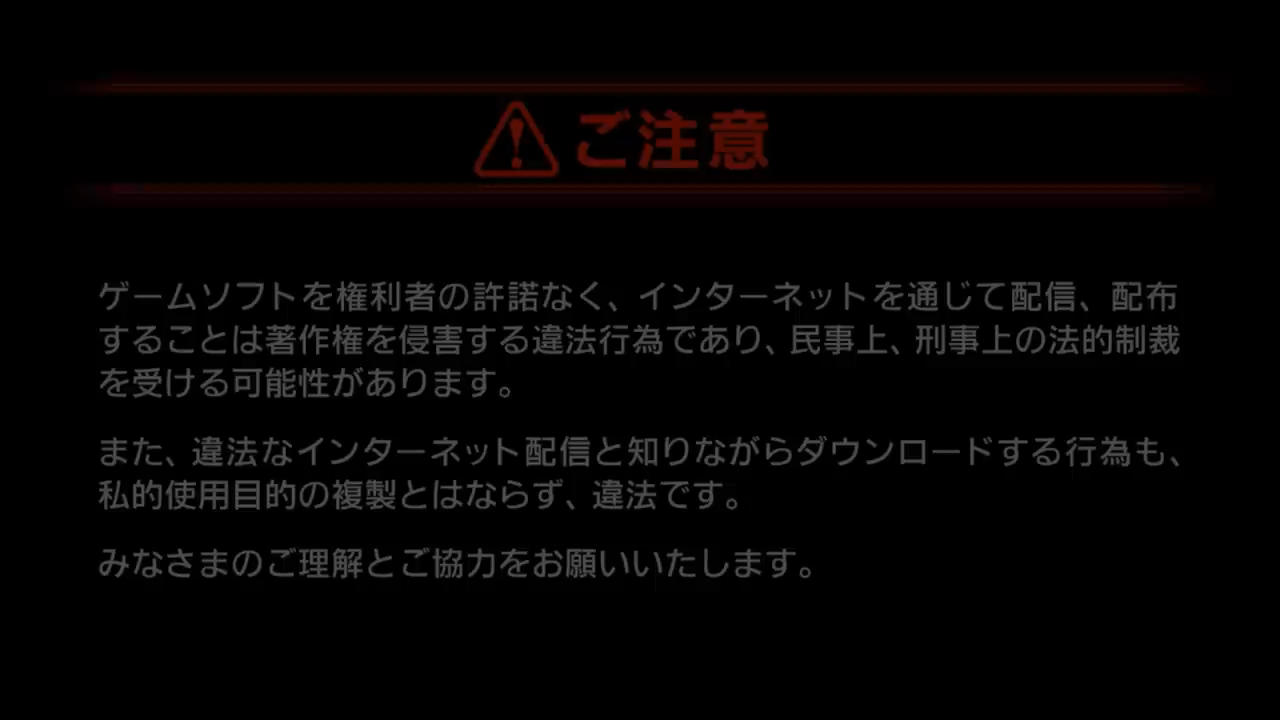 ご注意
ゲームソフトを権利者の許諾なく、インターネットを通じて配信、配布
することは著作権を侵害する違法行為であり、民事上、刑事上の法的制裁
を受ける可能性があります。
また、違法なインターネット配信と知りながらダウンロードする行為も、
私的使用目的の複製とはならず、違法です。
みなさまのご理解とご協力をお願いいたします。